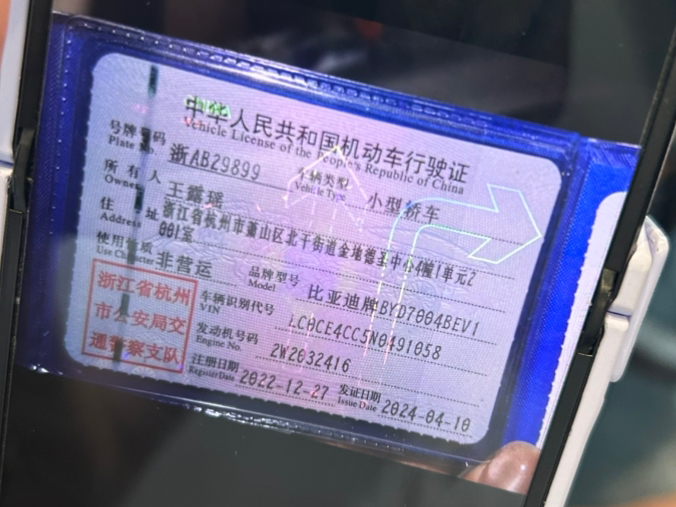 中华人民共和国机动车行驶证
Vehicle License of the People's Republic of China
号牌号码 浙AB29899 车辆类型 小型轿车
Plate No. Vehicle Type
所有人 王露瑶
Owner
住址 浙江省杭州市萧山区北干街道金地德圣中心4幢1单元2
Address 001室
使用性质 非营运 品牌型号 比亚迪牌BYD7004BEV1
Use Character Model
浙江省杭州
市公安局交
通警察支队
车辆识别代号 LC0CE4CC5N0491058
VIN
发动机号码 2W2032416
Engine No.
注册日期 2022-12-27 发证日期 2024-04-10
Register Date Issue Date